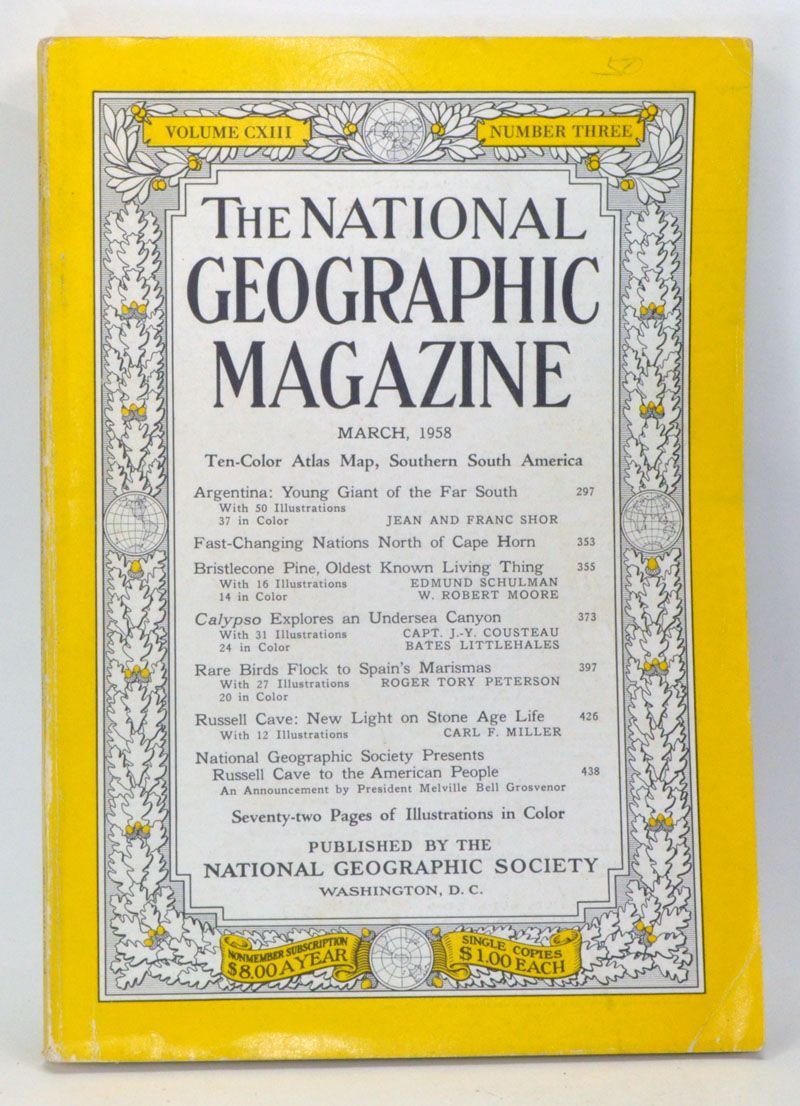 50
VOLUME CXIII NUMBER THREE
THE NATIONAL
GEOGRAPHIC
MAGAZINE
MARCH, 1958
Ten-Color Atlas Map, Southern South America
Argentina: Young Giant of the Far South 297
With 50 Illustrations
37 in Color JEAN AND FRANC SHOR
Fast-Changing Nations North of Cape Horn 353
Bristlecone Pine, Oldest Known Living Thing 355
With 16 Illustrations EDMUND SCHULMAN
14 in Color W. ROBERT MOORE
Calypso Explores an Undersea Canyon 373
With 31 Illustrations CAPT. J.-Y. COUSTEAU
24 in Color BATES LITTLEHALES
Rare Birds Flock to Spain's Marismas 397
With 27 Illustrations ROGER TORY PETERSON
20 in Color
Russell Cave: New Light on Stone Age Life 426
With 12 Illustrations CARL F. MILLER
National Geographic Society Presents
Russell Cave to the American People 438
An Announcement by President Melville Bell Grosvenor
Seventy-two Pages of Illustrations in Color
PUBLISHED BY THE
NATIONAL GEOGRAPHIC SOCIETY
WASHINGTON, D. C.
NONMEMBER SUBSCRIPTION
$8.00 A YEAR
SINGLE COPIES
$1.00 EACH